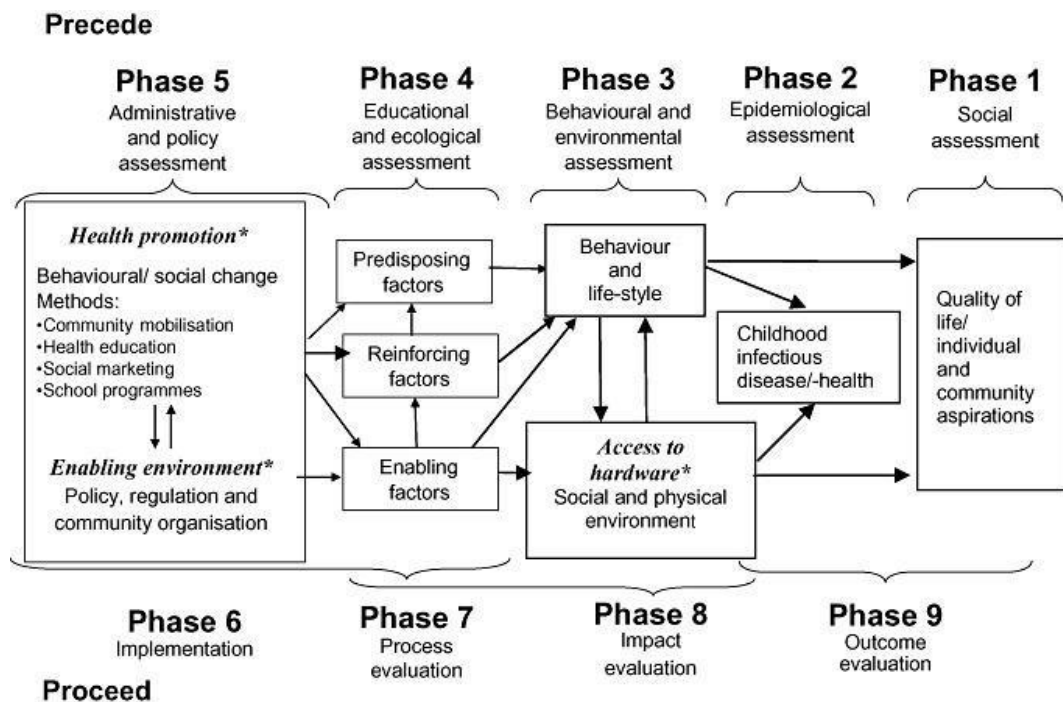 Precede
Phase 5
Administrative
and policy
assessment
Phase 4
Educational
and ecological
assessment
Phase 3
Behavioural and
environmental
assessment
Phase 2
Epidemiological
assessment
Phase 1
Social
assessment
Health promotion*
Behavioural/ social change
Methods:
•Community mobilisation
•Health education
•Social marketing
•School programmes
Enabling environment*
Policy, regulation and
community organisation
Predisposing
factors
Reinforcing
factors
Enabling
factors
Behaviour
and
life-style
Access to
hardware*
Social and physical
environment
Childhood
infectious
disease/-health
Quality of
life/
individual
and
community
aspirations
Phase 6
Implementation
Phase 7
Process
evaluation
Phase 8
Impact
evaluation
Phase 9
Outcome
evaluation
Proceed